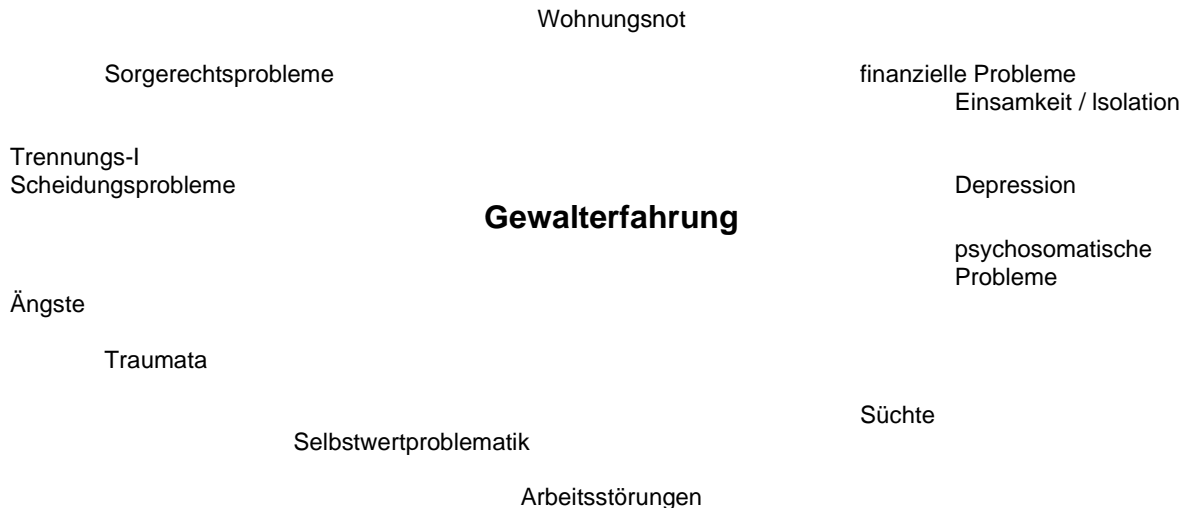 Wohnungsnot
Sorgerechtsprobleme
finanzielle Probleme
Einsamkeit / Isolation
Trennungs-I
Scheidungsprobleme
Depression
Gewalterfahrung
psychosomatische
Probleme
Ängste
Traumata
Süchte
Selbstwertproblematik
Arbeitsstörungen